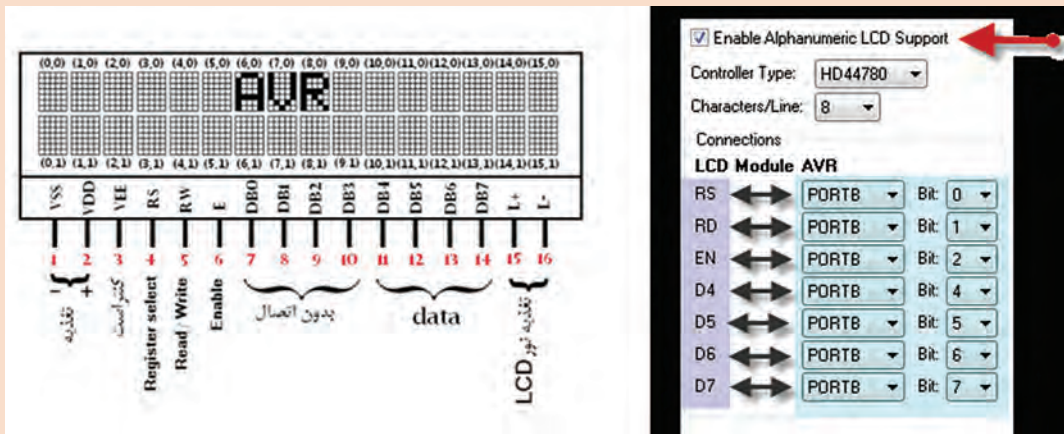 (0,0) (1,0) (2,0) (3,0) (4,0) (5,0) (6,0) (7,0) (8,0) (9,0) (10,0) (11,0) (12,0) (13,0) (14,0) (15,0)
AVR
(0,1) (1,1) (2,1) (3,1) (4,1) (5,1) (6,1) (7,1) (8,1) (9,1) (10,1) (11,1) (12,1) (13,1) (14,1) (15,1)
VSS VDD VEE RS RW E DB0 DB1 DB2 DB3 DB4 DB5 DB6 DB7 L+ L-
1 2 3 4 5 6 7 8 9 10 11 12 13 14 15 16
- +
تغذیه
کنتراست
Register select
Read / Write
Enable
بدون اتصال
data
تغذیه نور LCD
Enable Alphanumeric LCD Support
Controller Type: HD44780
Characters/Line: 8
Connections
LCD Module AVR
RS PORTB Bit: 0
RD PORTB Bit: 1
EN PORTB Bit: 2
D4 PORTB Bit: 4
D5 PORTB Bit: 5
D6 PORTB Bit: 6
D7 PORTB Bit: 7